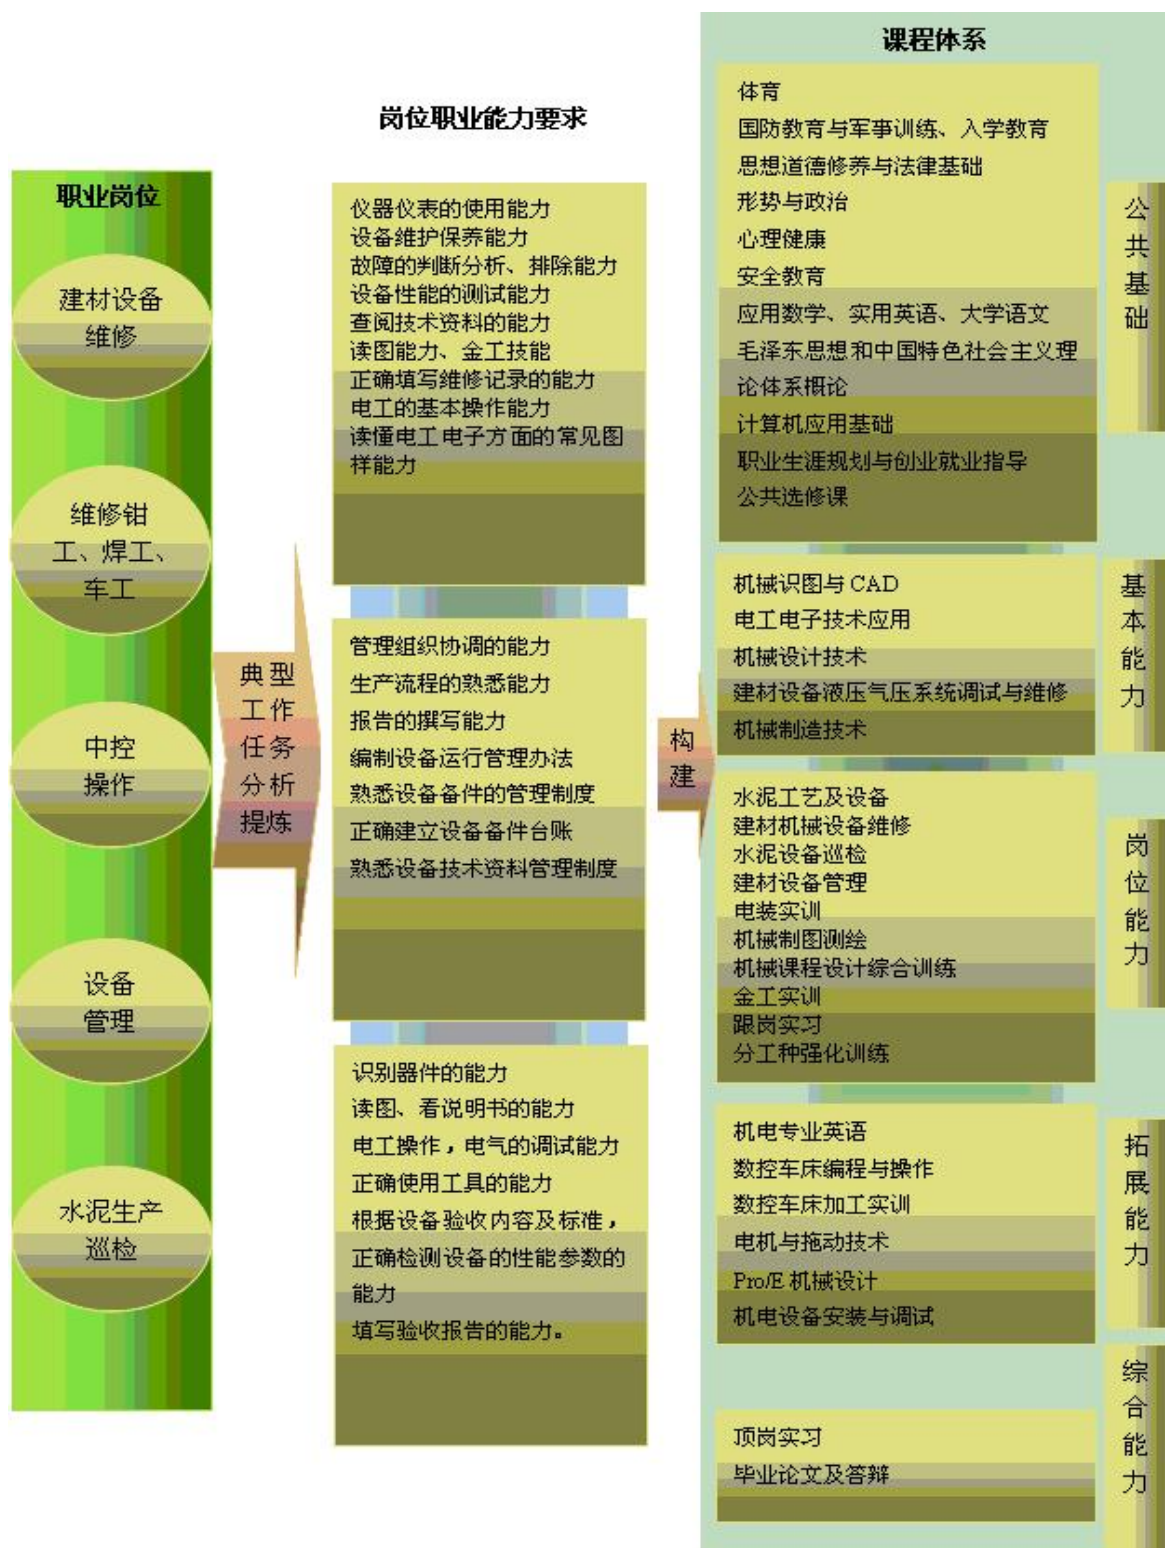 职业岗位
建材设备
维修
维修钳
工、焊工、
车工
中控
操作
设备
管理
水泥生产
巡检
典型
工作
任务
分析
提炼
岗位职业能力要求
仪器仪表的使用能力
设备维护保养能力
故障的判断分析、排除能力
设备性能的测试能力
查阅技术资料的能力
读图能力、金工技能
正确填写维修记录的能力
电工的基本操作能力
读懂电工电子方面的常见图
样能力
管理组织协调的能力
生产流程的熟悉能力
报告的撰写能力
编制设备运行管理办法
熟悉设备备件的管理制度
正确建立设备备件台账
熟悉设备技术资料管理制度
识别器件的能力
读图、看说明书的能力
电工操作，电气的调试能力
正确使用工具的能力
根据设备验收内容及标准，
正确检测设备的性能参数的
能力
填写验收报告的能力。
构
建
课程体系
体育
国防教育与军事训练、入学教育
思想道德修养与法律基础
形势与政治
心理健康
安全教育
应用数学、实用英语、大学语文
毛泽东思想和中国特色社会主义理
论体系概论
计算机应用基础
职业生涯规划与创业就业指导
公共选修课
公
共
基
础
机械识图与 CAD
电工电子技术应用
机械设计技术
建材设备液压气压系统调试与维修
机械制造技术
基
本
能
力
水泥工艺及设备
建材机械设备维修
水泥设备巡检
建材设备管理
电装实训
机械制图测绘
机械课程设计综合训练
金工实训
跟岗实习
分工种强化训练
岗
位
能
力
机电专业英语
数控车床编程与操作
数控车床加工实训
电机与拖动技术
Pro/E 机械设计
机电设备安装与调试
拓
展
能
力
顶岗实习
毕业论文及答辩
综
合
能
力